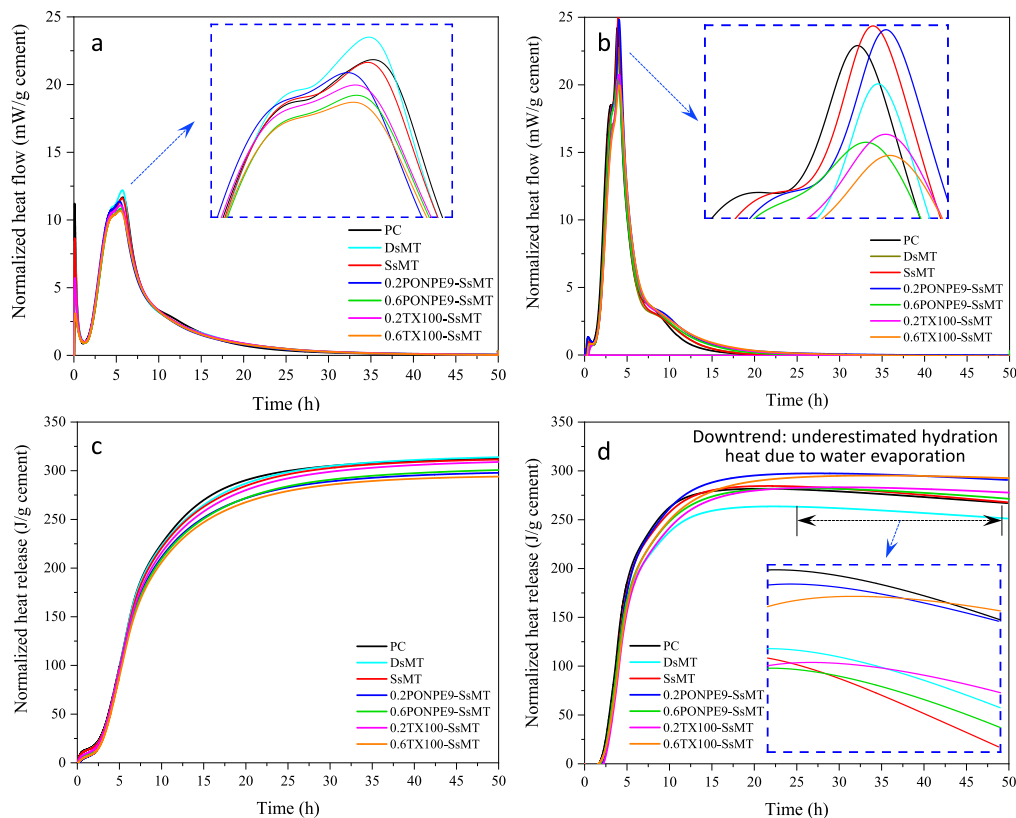 a
Normalized heat flow (mW/g cement)
25
20
15
10
5
0
PC
DsMT
SsMT
0.2PONPE9-SsMT
0.6PONPE9-SsMT
0.2TX100-SsMT
0.6TX100-SsMT
0 5 10 15 20 25 30 35 40 45 50
Time (h)
b
Normalized heat flow (mW/g cement)
25
20
15
10
5
0
PC
DsMT
SsMT
0.2PONPE9-SsMT
0.6PONPE9-SsMT
0.2TX100-SsMT
0.6TX100-SsMT
0 5 10 15 20 25 30 35 40 45 50
Time (h)
c
Normalized heat release (J/g cement)
350
300
250
200
150
100
50
0
PC
DsMT
SsMT
0.2PONPE9-SsMT
0.6PONPE9-SsMT
0.2TX100-SsMT
0.6TX100-SsMT
0 5 10 15 20 25 30 35 40 45 50
Time (h)
d
Downtrend: underestimated hydration
heat due to water evaporation
Normalized heat release (J/g cement)
350
300
250
200
150
100
50
0
PC
DsMT
SsMT
0.2PONPE9-SsMT
0.6PONPE9-SsMT
0.2TX100-SsMT
0.6TX100-SsMT
0 5 10 15 20 25 30 35 40 45 50
Time (h)